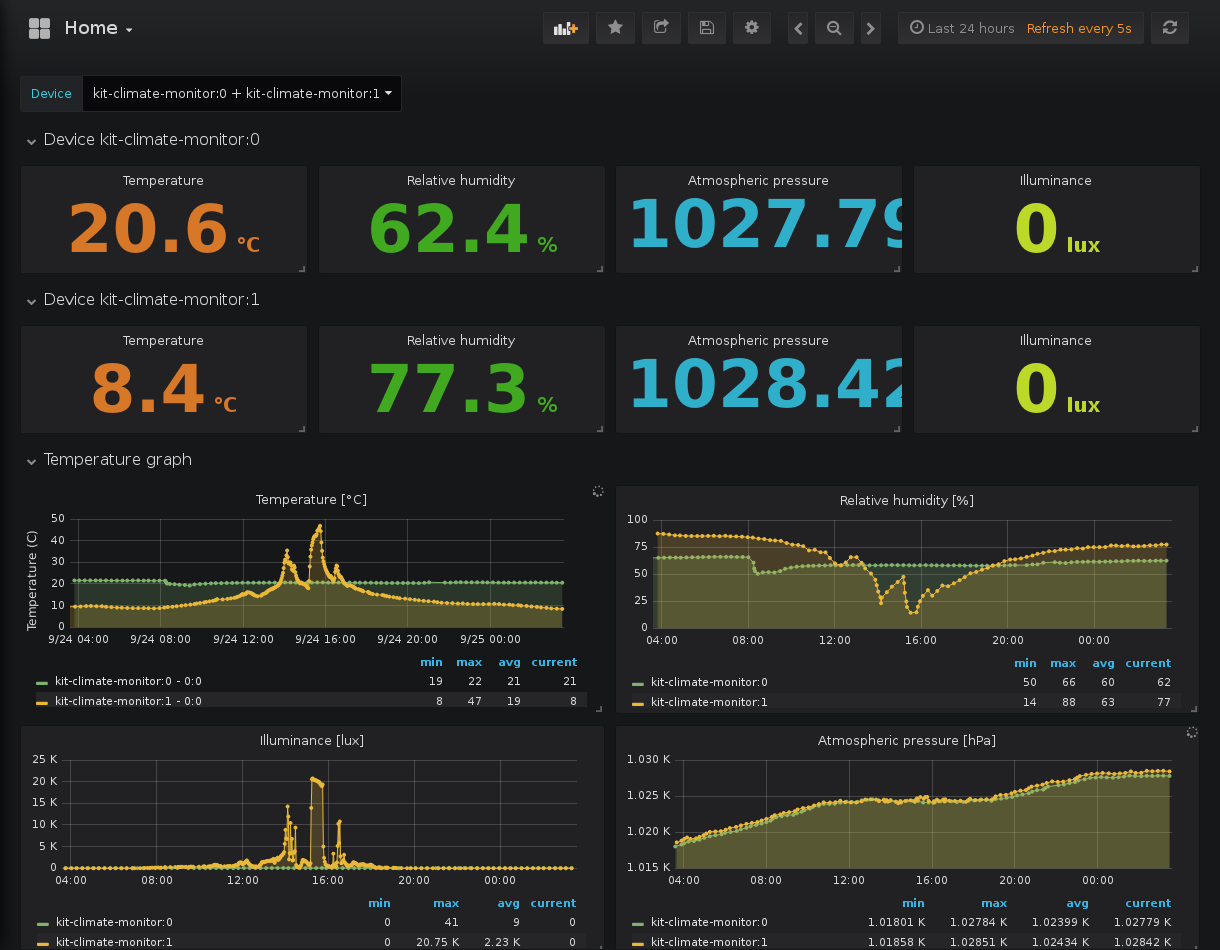 Home
Last 24 hours Refresh every 5s
Device kit-climate-monitor:0 + kit-climate-monitor:1
Device kit-climate-monitor:0
Temperature Relative humidity Atmospheric pressure Illuminance
20.6 °C 62.4 % 1027.79 0 lux
Device kit-climate-monitor:1
Temperature Relative humidity Atmospheric pressure Illuminance
8.4 °C 77.3 % 1028.42 0 lux
Temperature graph
Temperature [°C]
Temperature (C)
50
40
30
20
10
0
9/24 04:00 9/24 08:00 9/24 12:00 9/24 16:00 9/24 20:00 9/25 00:00
min max avg current
kit-climate-monitor:0 - 0:0 19 22 21 21
kit-climate-monitor:1 - 0:0 8 47 19 8
Relative humidity [%]
100
75
50
25
0
04:00 08:00 12:00 16:00 20:00 00:00
min max avg current
kit-climate-monitor:0 50 66 60 62
kit-climate-monitor:1 14 88 63 77
Illuminance [lux]
25 K
20 K
15 K
10 K
5 K
0
04:00 08:00 12:00 16:00 20:00 00:00
min max avg current
kit-climate-monitor:0 0 41 9 0
kit-climate-monitor:1 0 20.75 K 2.23 K 0
Atmospheric pressure [hPa]
1.030 K
1.025 K
1.020 K
1.015 K
04:00 08:00 12:00 16:00 20:00 00:00
min max avg current
kit-climate-monitor:0 1.01801 K 1.02784 K 1.02399 K 1.02779 K
kit-climate-monitor:1 1.01858 K 1.02851 K 1.02434 K 1.02842 K